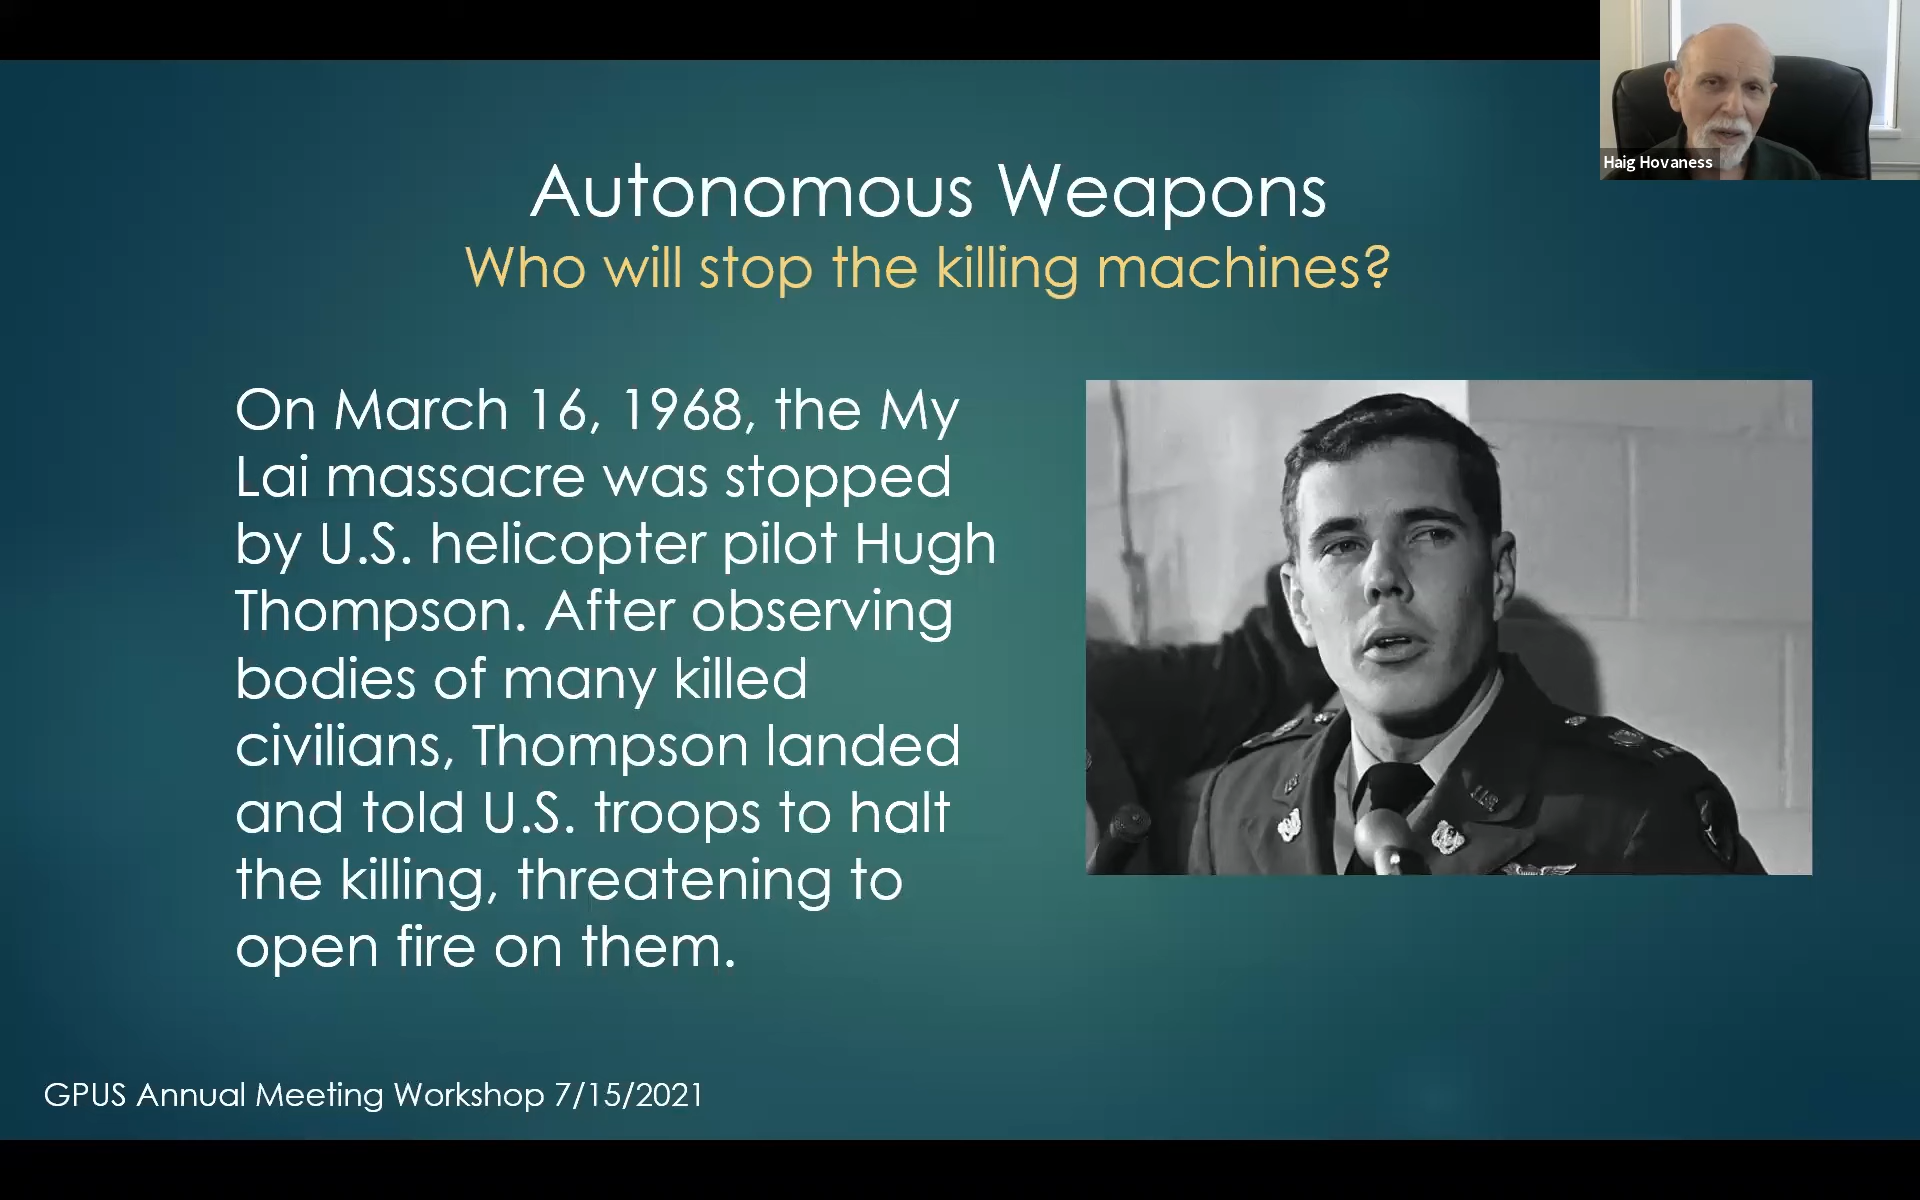 Haig Hovaness
Autonomous Weapons
Who will stop the killing machines?
On March 16, 1968, the My
Lai massacre was stopped
by U.S. helicopter pilot Hugh
Thompson. After observing
bodies of many killed
civilians, Thompson landed
and told U.S. troops to halt
the killing, threatening to
open fire on them.
U.S
GPUS Annual Meeting Workshop 7/15/2021